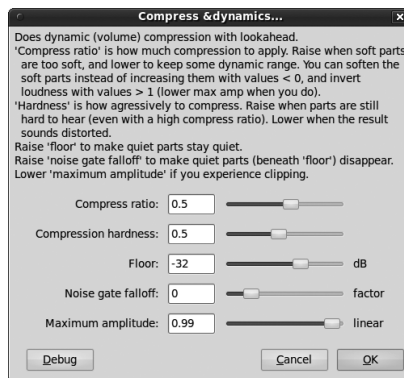 Compress &dynamics...
Does dynamic (volume) compression with lookahead.
'Compress ratio' is how much compression to apply. Raise when soft parts
are too soft, and lower to keep some dynamic range. You can soften the
soft parts instead of increasing them with values < 0, and invert
loudness with values > 1 (lower max amp when you do).
'Hardness' is how agressively to compress. Raise when parts are still
hard to hear (even with a high compress ratio). Lower when the result
sounds distorted.
Raise 'floor' to make quiet parts stay quiet.
Raise 'noise gate falloff' to make quiet parts (beneath 'floor') disappear.
Lower 'maximum amplitude' if you experience clipping.
Compress ratio: 0.5
Compression hardness: 0.5
Floor: -32 dB
Noise gate falloff: 0 factor
Maximum amplitude: 0.99 linear
Debug Cancel OK